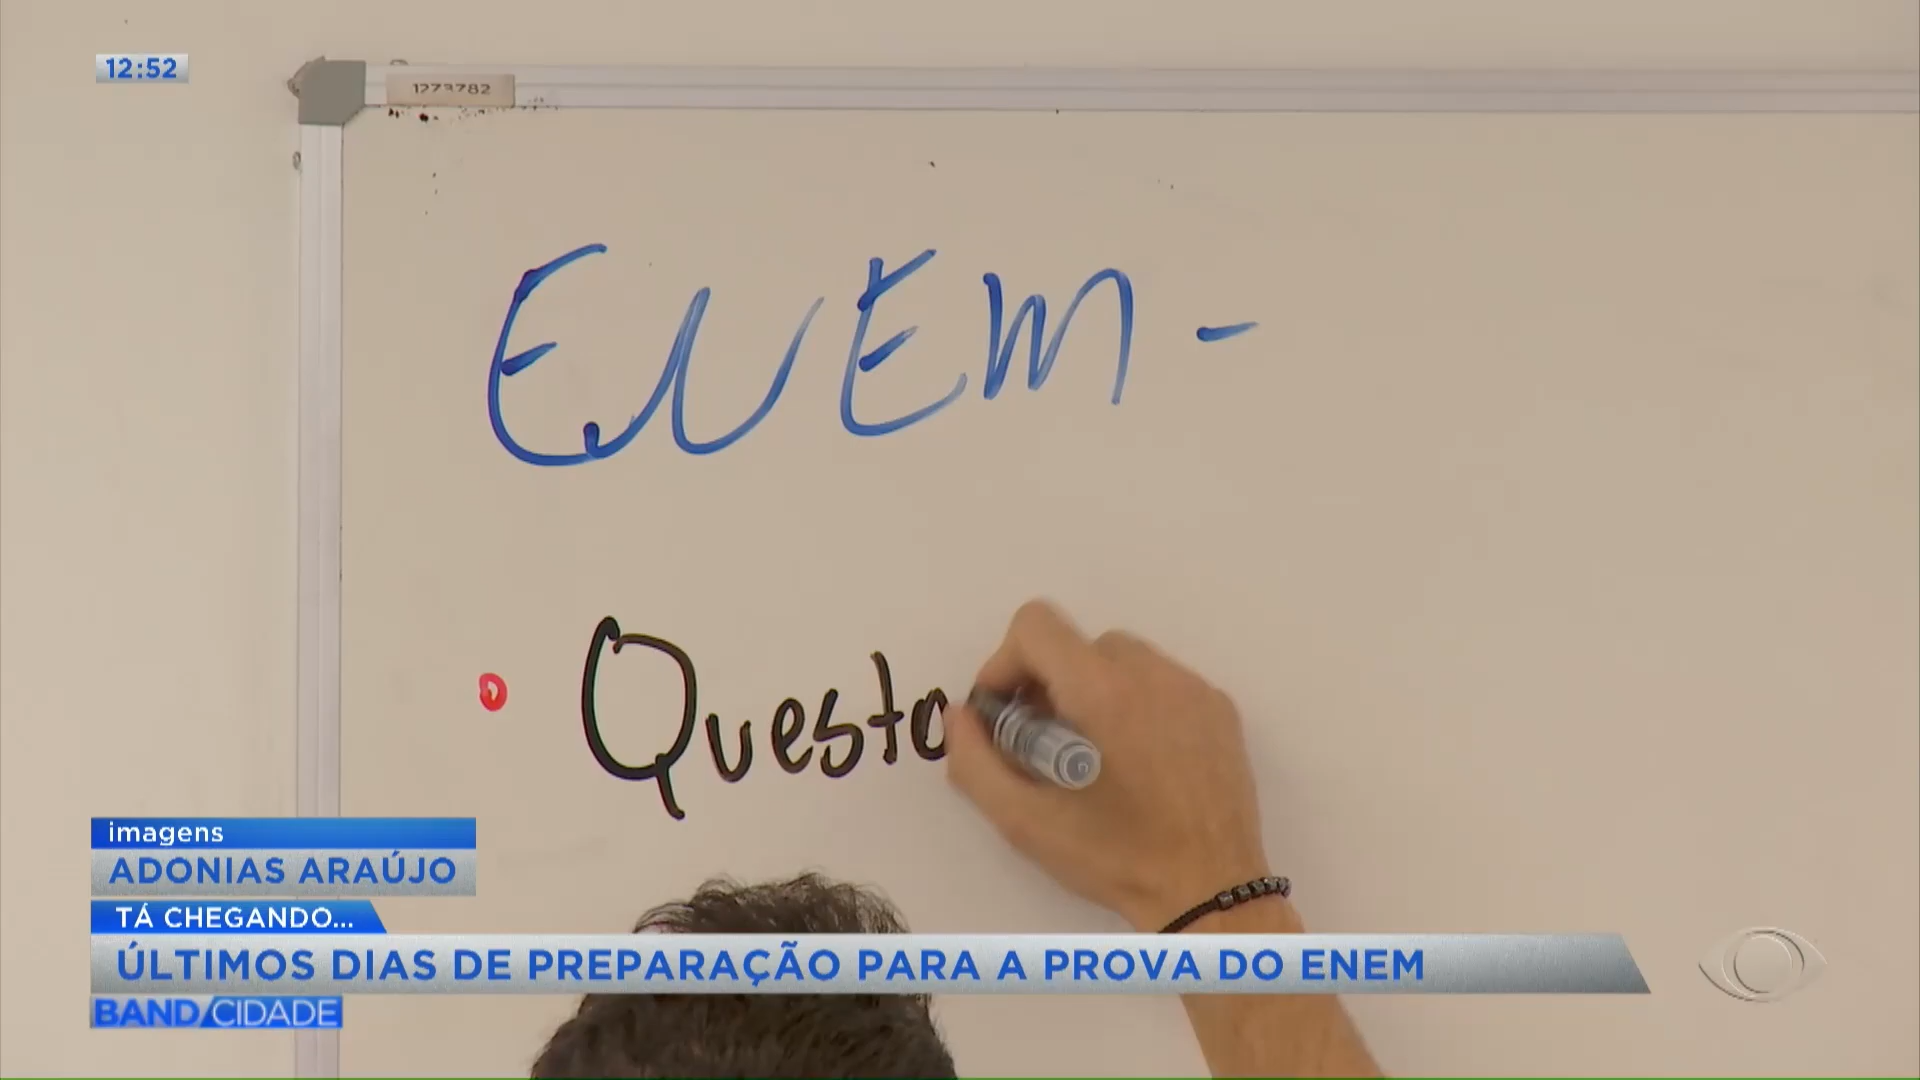 12:52
1273782
ENEM -
• Questo
imagens
ADONIAS ARAÚJO
TÁ CHEGANDO...
ÚLTIMOS DIAS DE PREPARAÇÃO PARA A PROVA DO ENEM
BAND CIDADE